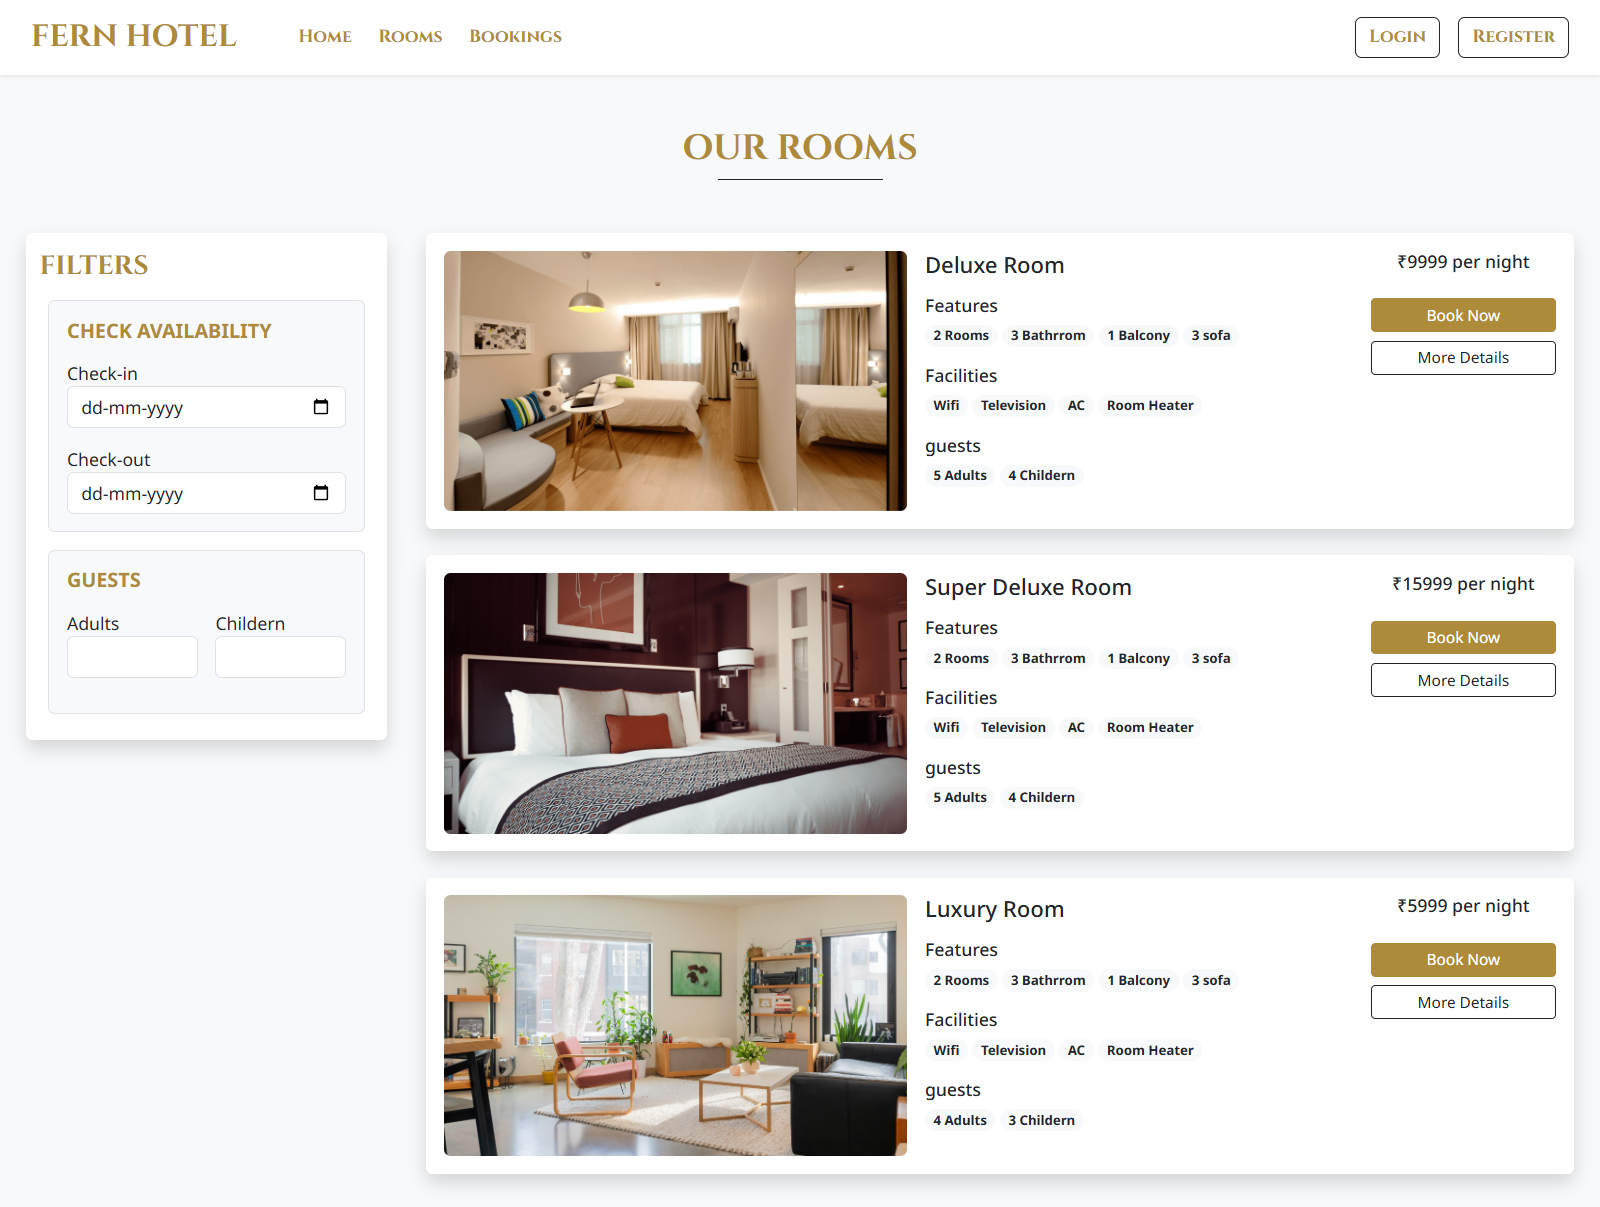 FERN HOTEL
Home Rooms Bookings
Login Register
OUR ROOMS
FILTERS
CHECK AVAILABILITY
Check-in
dd-mm-yyyy
Check-out
dd-mm-yyyy
GUESTS
Adults Childern
Deluxe Room
Features
2 Rooms 3 Bathrrom 1 Balcony 3 sofa
Facilities
Wifi Television AC Room Heater
guests
5 Adults 4 Childern
₹9999 per night
Book Now
More Details
Super Deluxe Room
Features
2 Rooms 3 Bathrrom 1 Balcony 3 sofa
Facilities
Wifi Television AC Room Heater
guests
5 Adults 4 Childern
₹15999 per night
Book Now
More Details
Luxury Room
Features
2 Rooms 3 Bathrrom 1 Balcony 3 sofa
Facilities
Wifi Television AC Room Heater
guests
4 Adults 3 Childern
₹5999 per night
Book Now
More Details